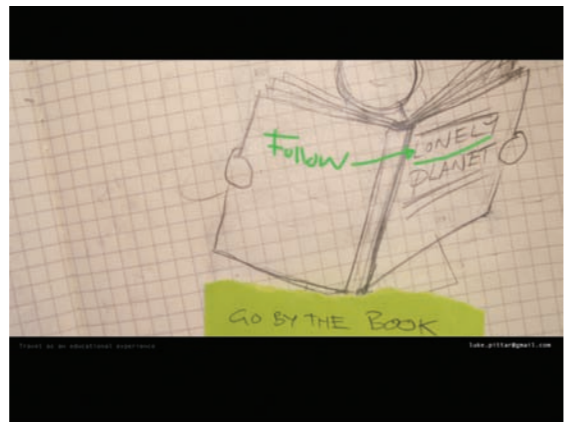 Follow
LONELY
PLANET
GO BY THE BOOK
Travel as an educational experience
luke.pittar@gmail.com